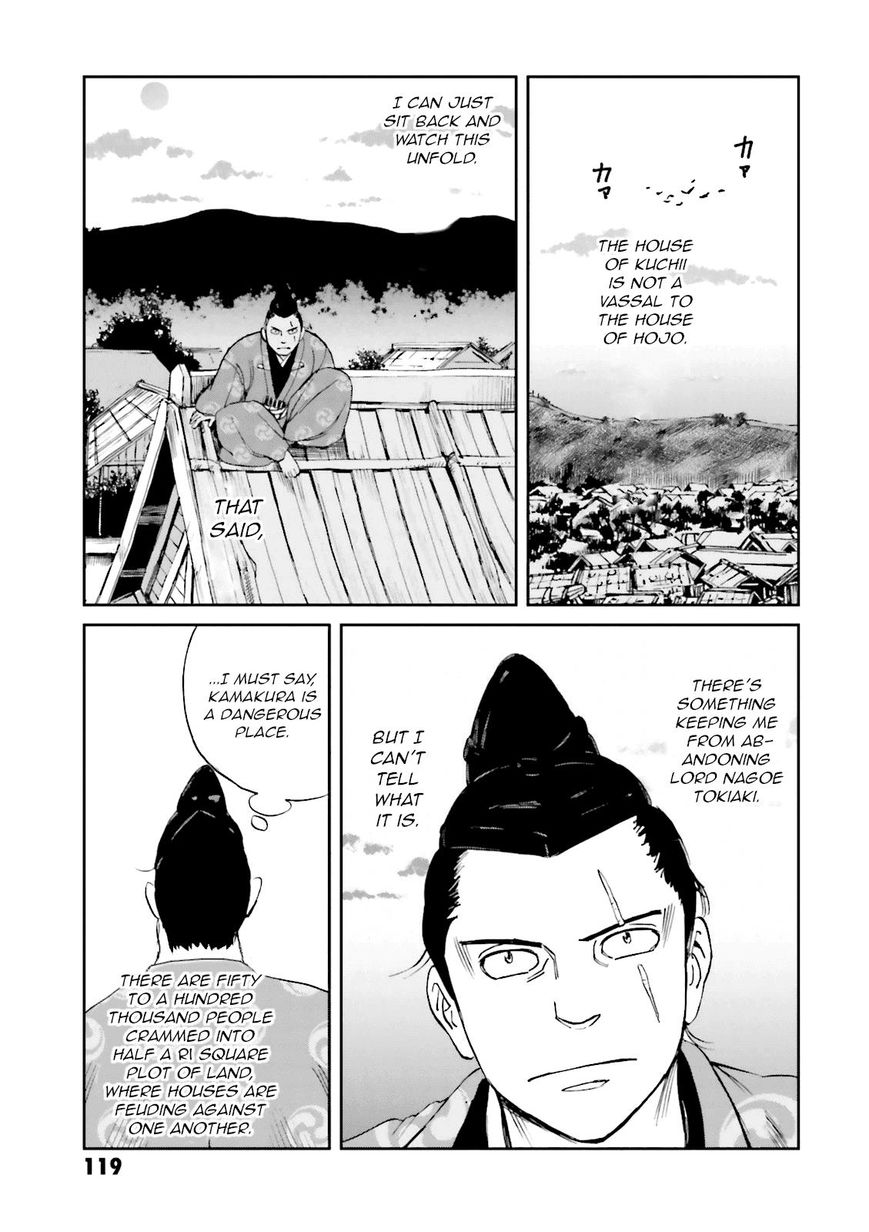 カァ
カァ
THE HOUSE
OF KUCHII
IS NOT A
VASSAL TO
THE HOUSE
OF HOJO.
I CAN JUST
SIT BACK AND
WATCH THIS
UNFOLD.
THAT
SAID,
THERE'S
SOMETHING
KEEPING ME
FROM AB-
ANDONING
LORD NAGOE
TOKIAKI.
BUT I
CAN'T
TELL
WHAT
IT IS.
...I MUST SAY,
KAMAKURA IS
A DANGEROUS
PLACE.
THERE ARE FIFTY
TO A HUNDRED
THOUSAND PEOPLE
CRAMMED INTO
HALF A RI SQUARE
PLOT OF LAND,
WHERE HOUSES ARE
FEUDING AGAINST
ONE ANOTHER.
119